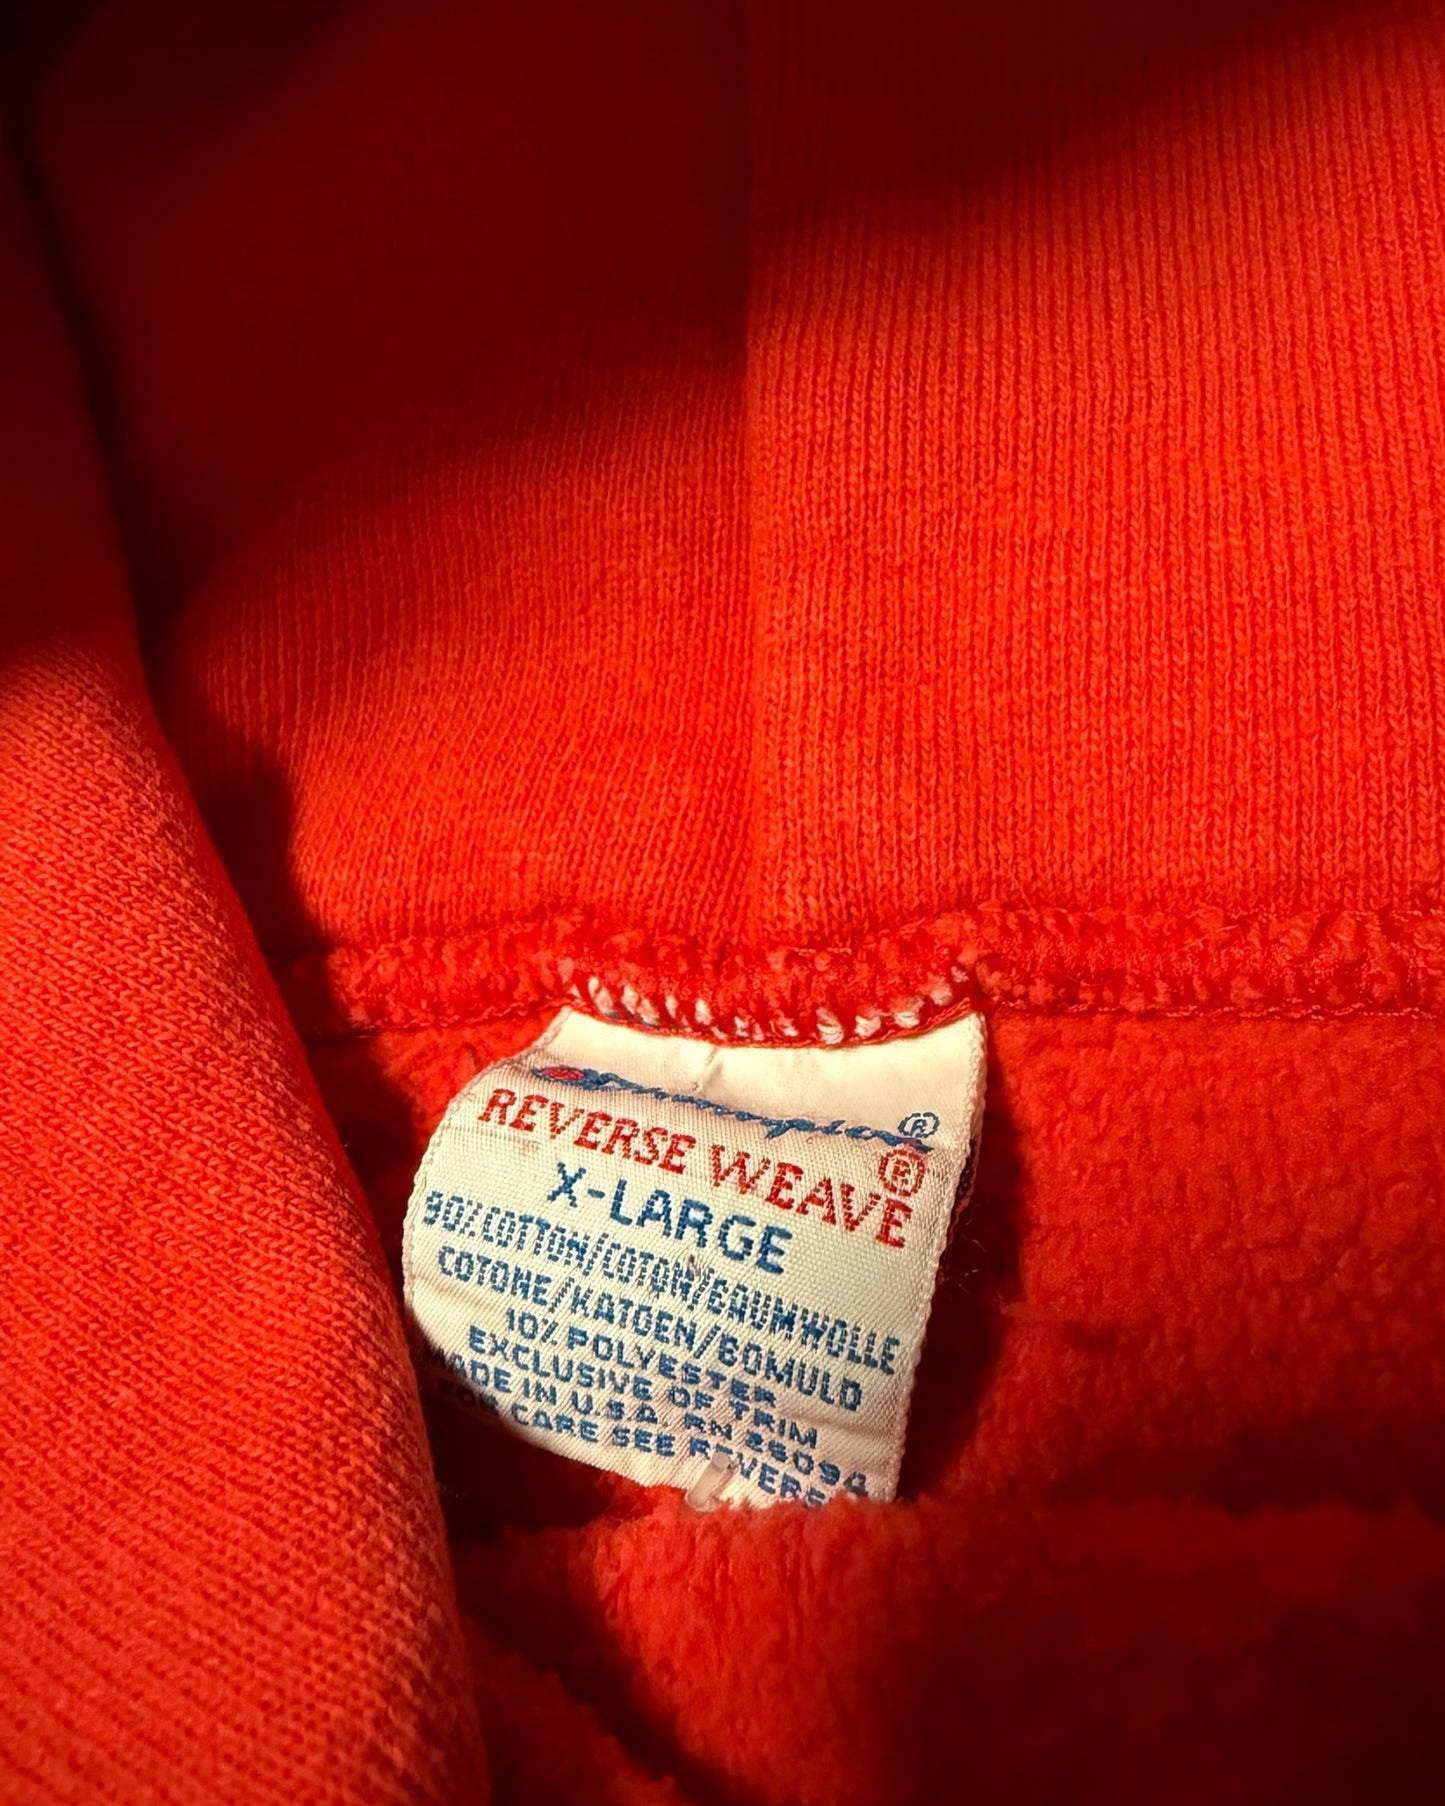 Champion®
REVERSE WEAVE®
X-LARGE
90% COTTON/COTON/BAUMWOLLE
COTONE/KATOEN/BOMULD
10% POLYESTER
EXCLUSIVE OF TRIM
MADE IN U.S.A. RN 26094
FOR CARE SEE REVERSE